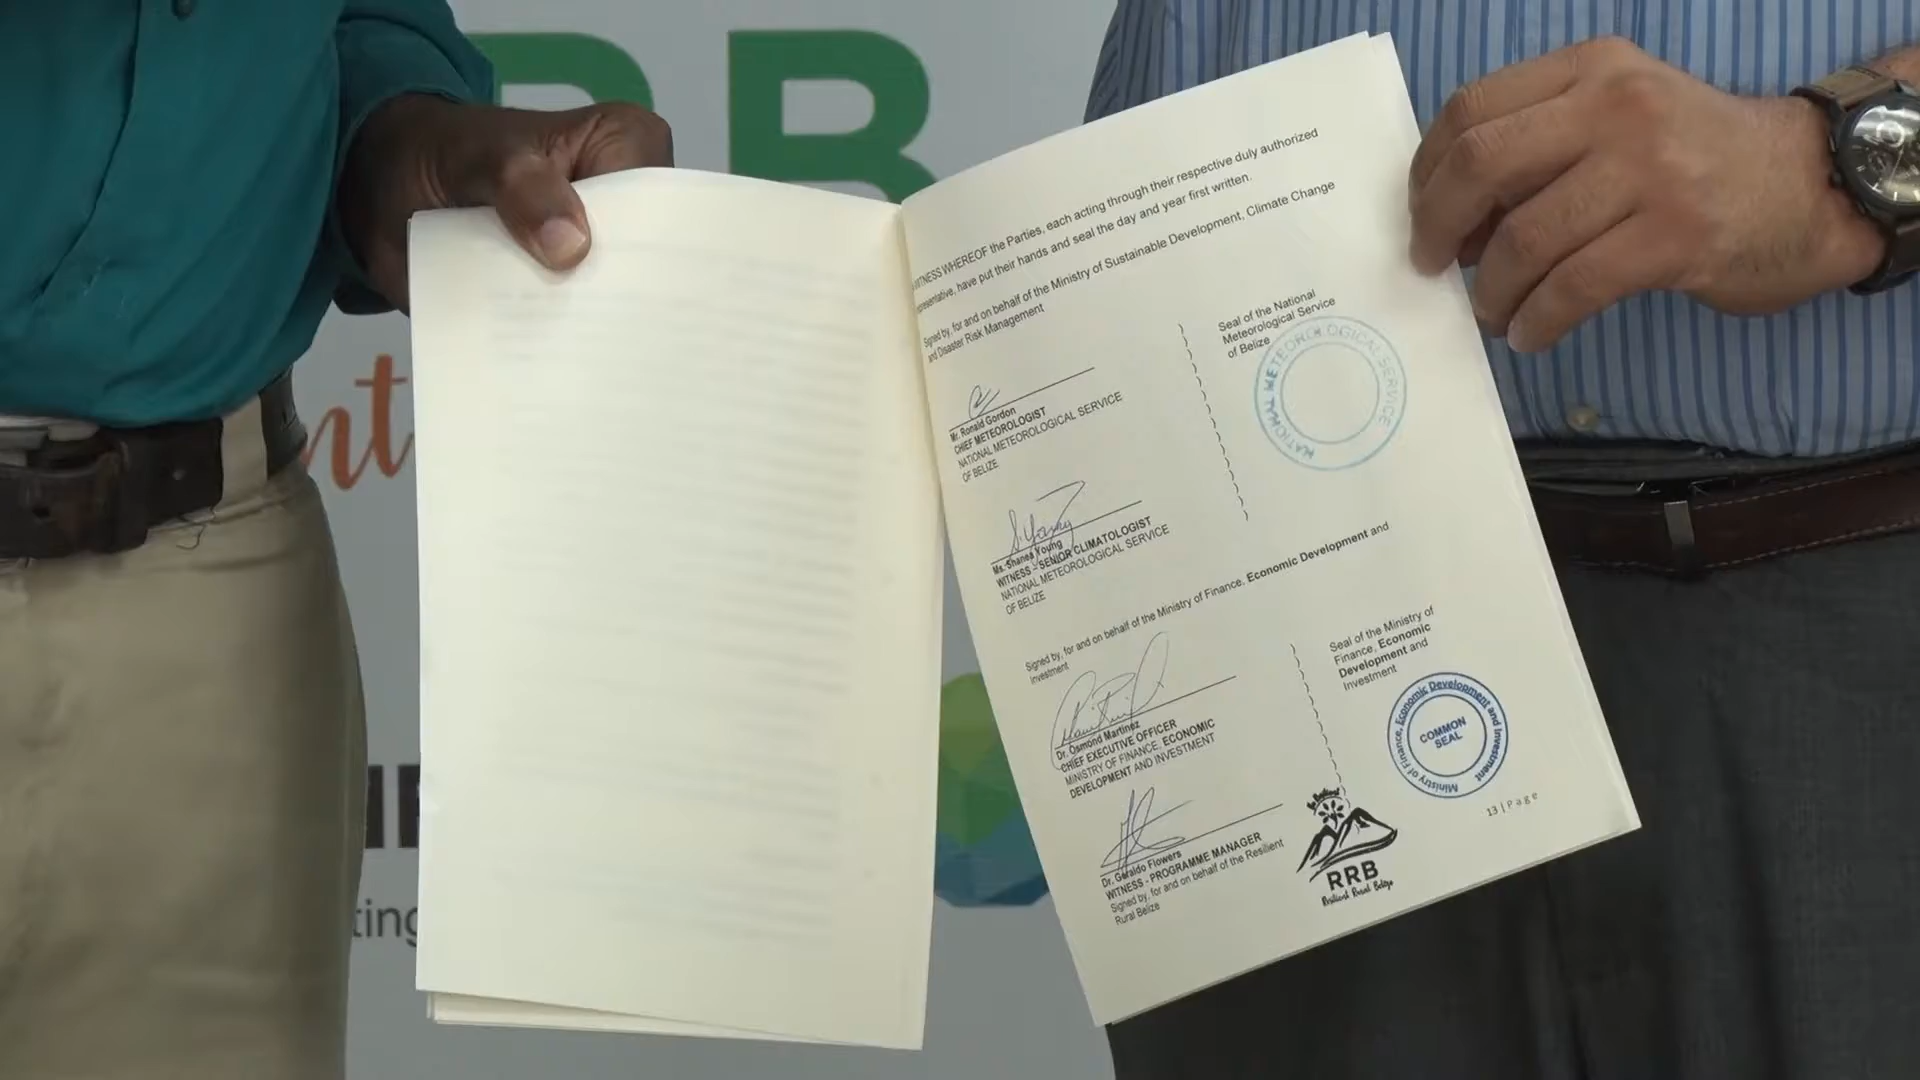 RB
nt
ting
WITNESS WHEREOF the Parties, each acting through their respective duly authorized
representative, have put their hands and seal the day and year first written.
Signed by, for and on behalf of the Ministry of Sustainable Development, Climate Change
and Disaster Risk Management
Mr. Ronald Gordon
CHIEF METEOROLOGIST
NATIONAL METEOROLOGICAL SERVICE
OF BELIZE
Seal of the National
Meteorological Service
of Belize
NATIONAL METEOROLOGICAL SERVICE
S. Young
Ms. Shanea Young
WITNESS - SENIOR CLIMATOLOGIST
NATIONAL METEOROLOGICAL SERVICE
OF BELIZE
Signed by, for and on behalf of the Ministry of Finance, Economic Development and
Investment
Dr. Osmond Martinez
CHIEF EXECUTIVE OFFICER
MINISTRY OF FINANCE, ECONOMIC
DEVELOPMENT AND INVESTMENT
Seal of the Ministry of
Finance, Economic
Development and
Investment
Ministry of Finance, Economic Development and Investment
COMMON
SEAL
Dr. Geraldo Flowers
WITNESS - PROGRAMME MANAGER
Signed by, for and on behalf of the Resilient
Rural Belize
Be Resilient
RRB
Resilient Rural Belize
13 | Page